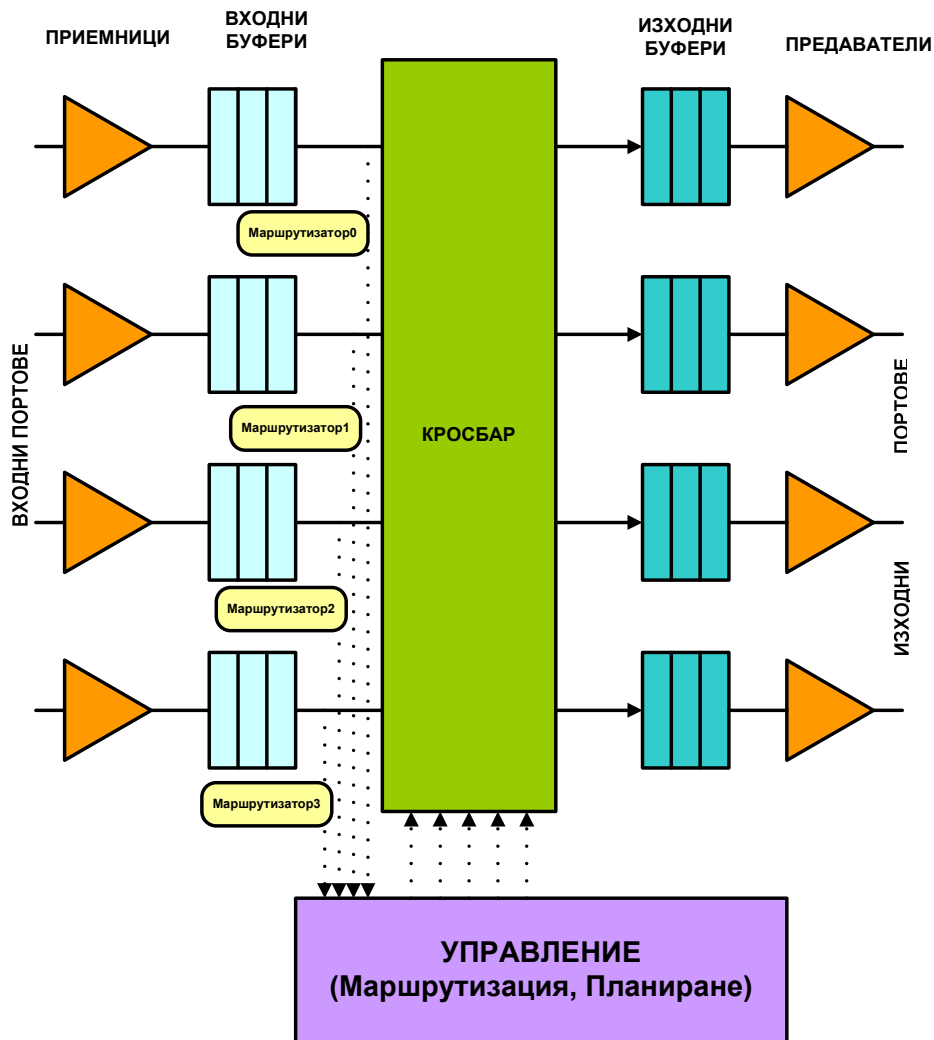 ПРИЕМНИЦИ
ВХОДНИ
БУФЕРИ
ИЗХОДНИ
БУФЕРИ
ПРЕДАВАТЕЛИ
Маршрутизатор0
Маршрутизатор1
Маршрутизатор2
Маршрутизатор3
ВХОДНИ ПОРТОВЕ
КРОСБАР
ИЗХОДНИ ПОРТОВЕ
УПРАВЛЕНИЕ
(Маршрутизация, Планиране)